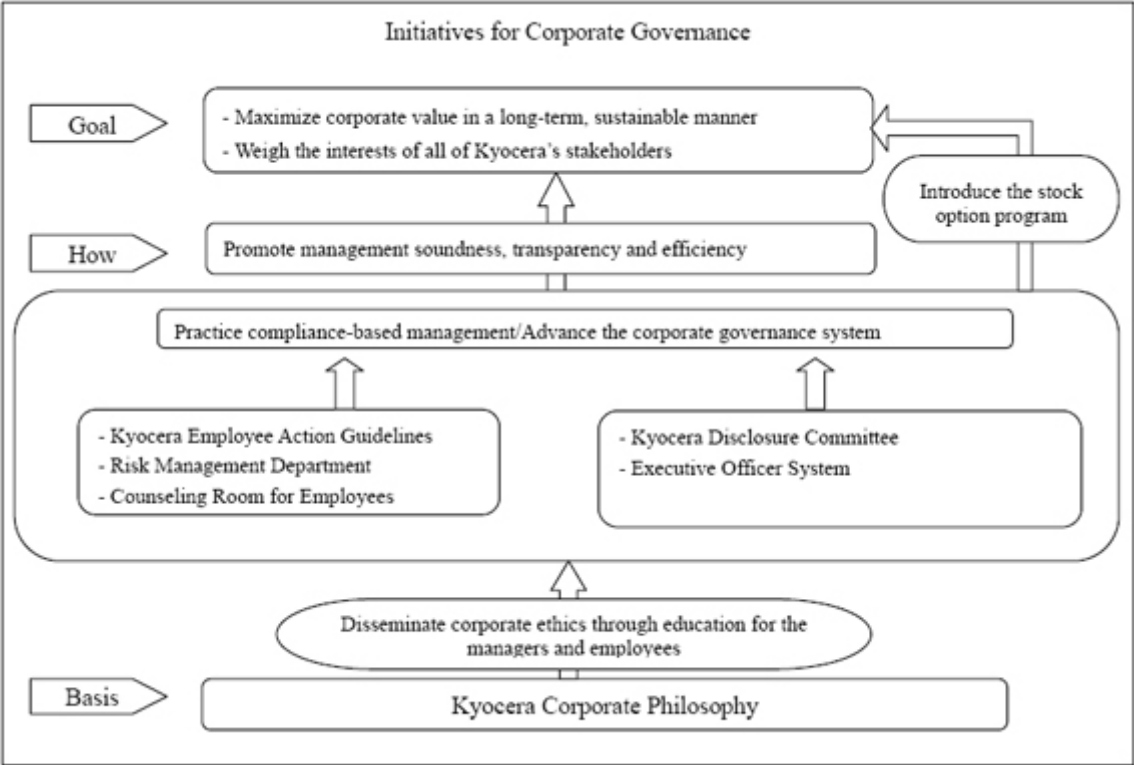 Initiatives for Corporate Governance
Goal
- Maximize corporate value in a long-term, sustainable manner
- Weigh the interests of all of Kyocera's stakeholders
Introduce the stock
option program
How
Promote management soundness, transparency and efficiency
Practice compliance-based management/Advance the corporate governance system
- Kyocera Employee Action Guidelines
- Risk Management Department
- Counseling Room for Employees
- Kyocera Disclosure Committee
- Executive Officer System
Disseminate corporate ethics through education for the
managers and employees
Basis
Kyocera Corporate Philosophy